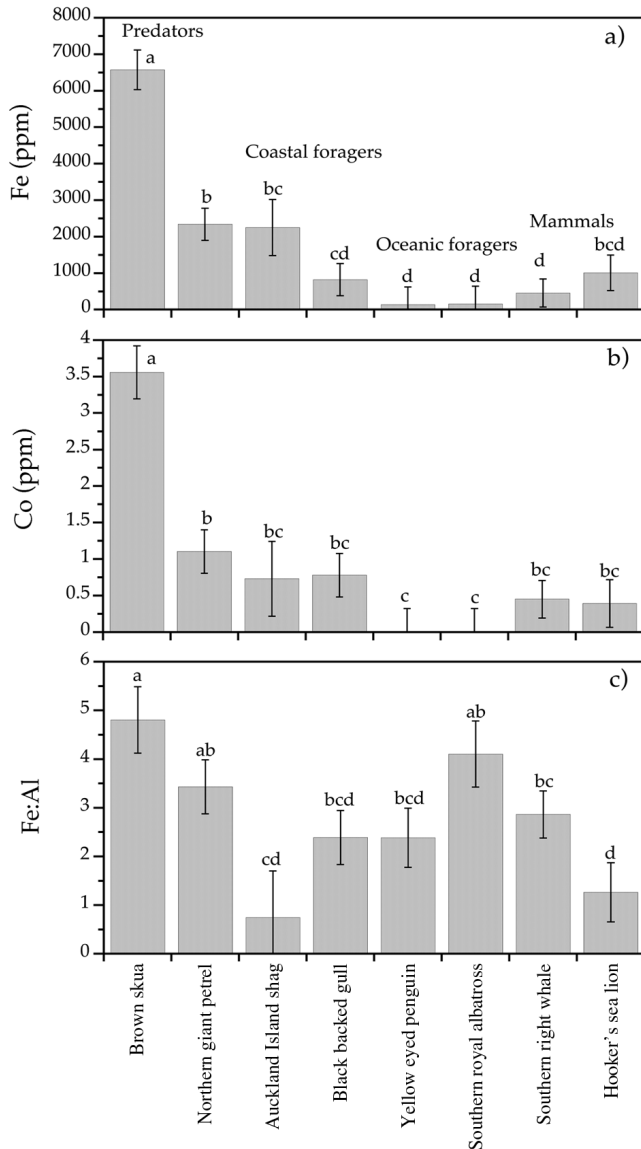 8000
7000
6000
5000
4000
3000
2000
1000
0
Fe (ppm)
Predators
a)
a
Coastal foragers
b
bc
cd
Oceanic foragers
d
d
Mammals
d
bcd
4
3.5
3
2.5
2
1.5
1
0.5
0
Co (ppm)
b)
a
b
bc
bc
c
c
bc
bc
6
5
4
3
2
1
0
Fe:Al
c)
a
ab
cd
bcd
bcd
ab
bc
d
Brown skua
Northern giant petrel
Auckland Island shag
Black backed gull
Yellow eyed penguin
Southern royal albatross
Southern right whale
Hooker's sea lion